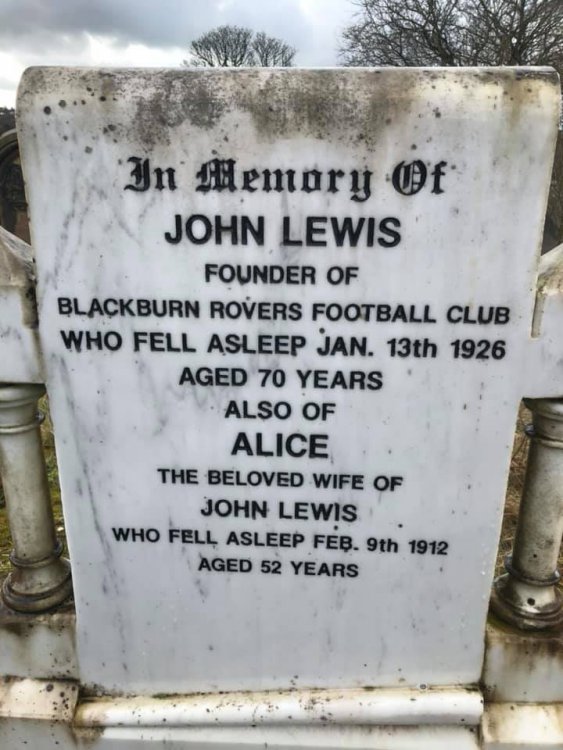 In Memory Of
JOHN LEWIS
FOUNDER OF
BLACKBURN ROVERS FOOTBALL CLUB
WHO FELL ASLEEP JAN. 13th 1926
AGED 70 YEARS
ALSO OF
ALICE
THE BELOVED WIFE OF
JOHN LEWIS
WHO FELL ASLEEP FEB. 9th 1912
AGED 52 YEARS